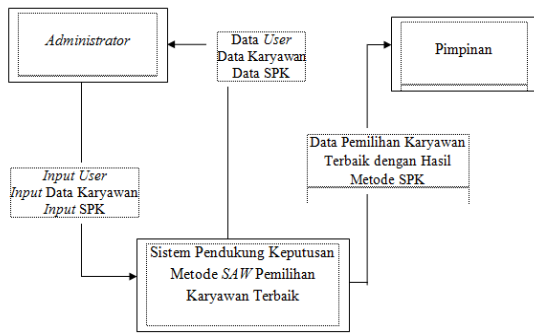 Administrator
Data User
Data Karyawan
Data SPK
Pimpinan
Input User
Input Data Karyawan
Input SPK
Data Pemilihan Karyawan
Terbaik dengan Hasil
Metode SPK
Sistem Pendukung Keputusan
Metode SAW Pemilihan
Karyawan Terbaik